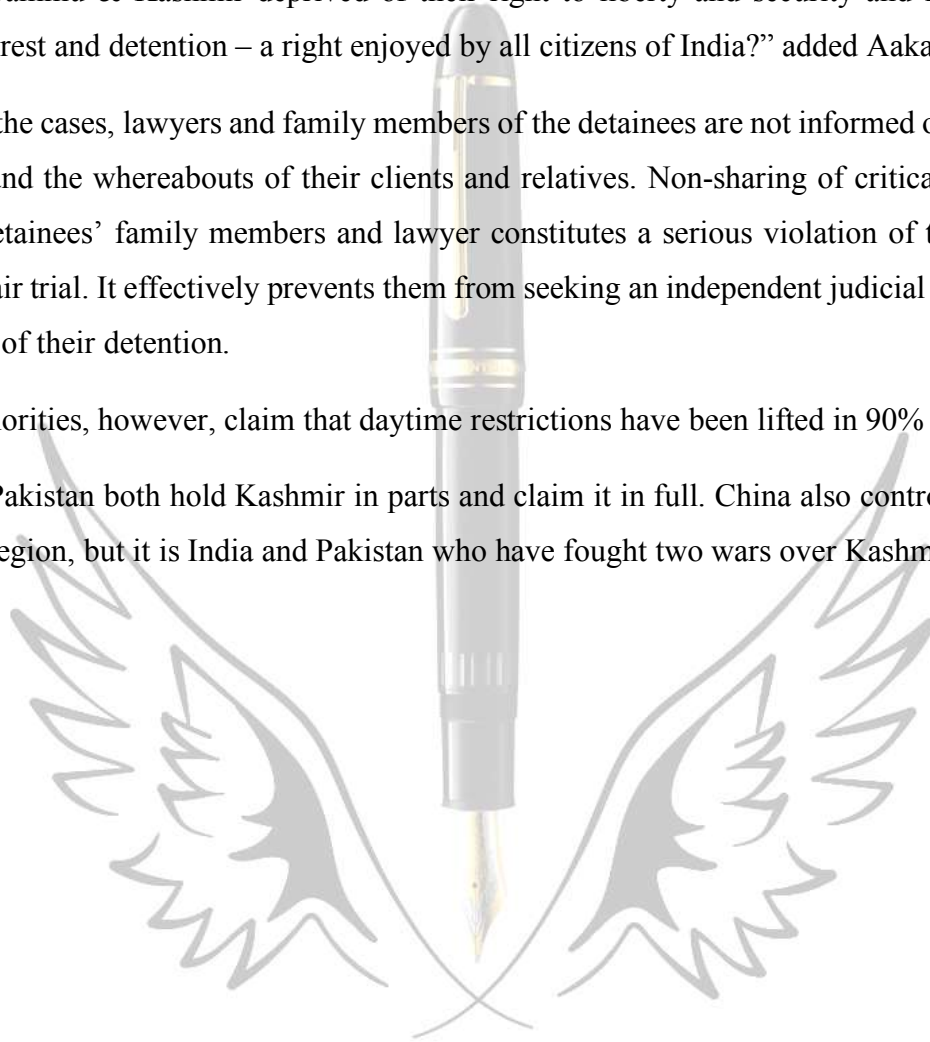 & Kashmir deprived of their right to liberty and security and
rest and detention – a right enjoyed by all citizens of India?” added Aaka
the cases, lawyers and family members of the detainees are not informed o
nd the whereabouts of their clients and relatives. Non-sharing of critica
etainees’ family members and lawyer constitutes a serious violation of t
ir trial. It effectively prevents them from seeking an independent judicial
of their detention.
orities, however, claim that daytime restrictions have been lifted in 90%
Pakistan both hold Kashmir in parts and claim it in full. China also contro
egion, but it is India and Pakistan who have fought two wars over Kashm